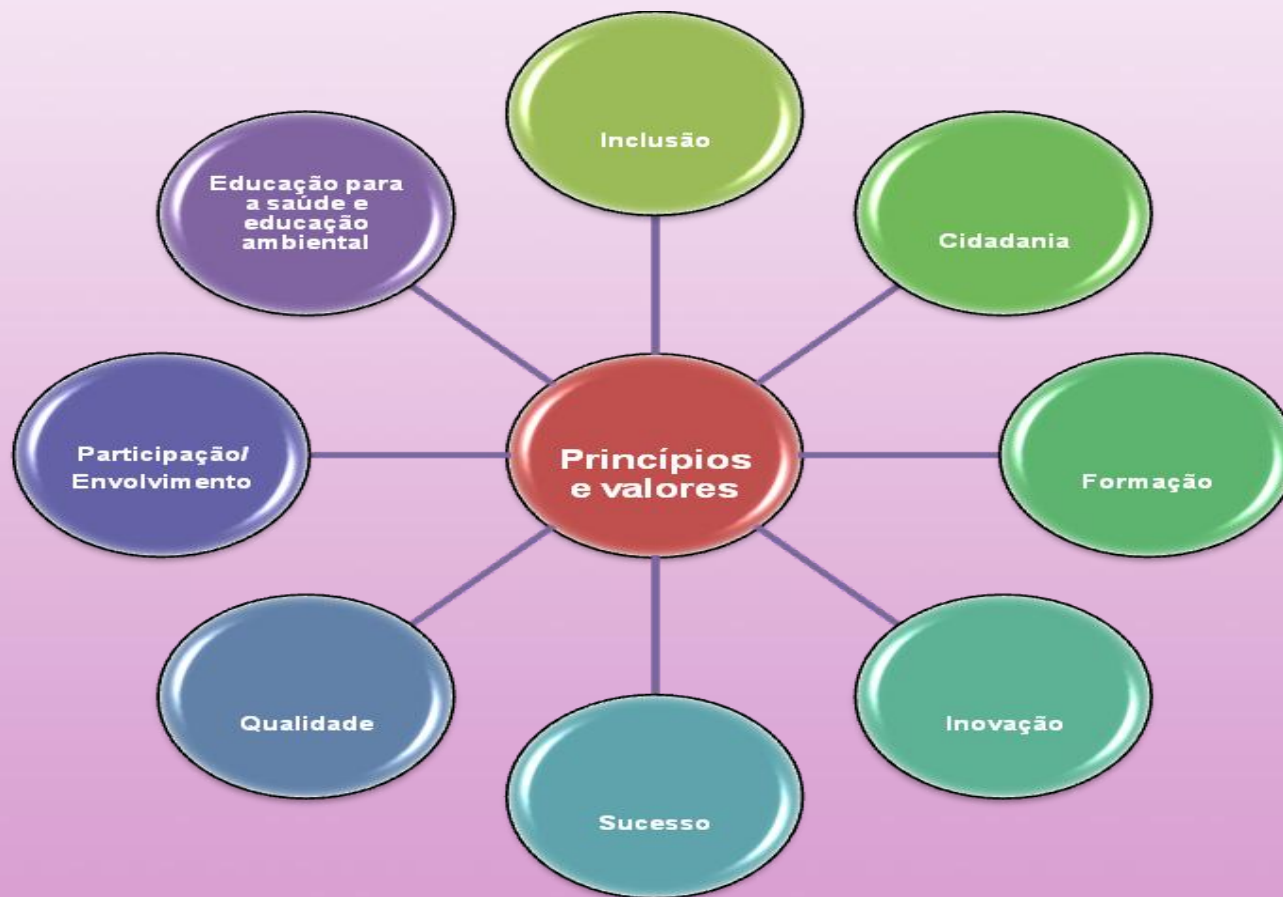 Inclusão
Cidadania
Formação
Inovação
Sucesso
Qualidade
Participação/
Envolvimento
Educação para
a saúde e
educação
ambiental
Princípios
e valores